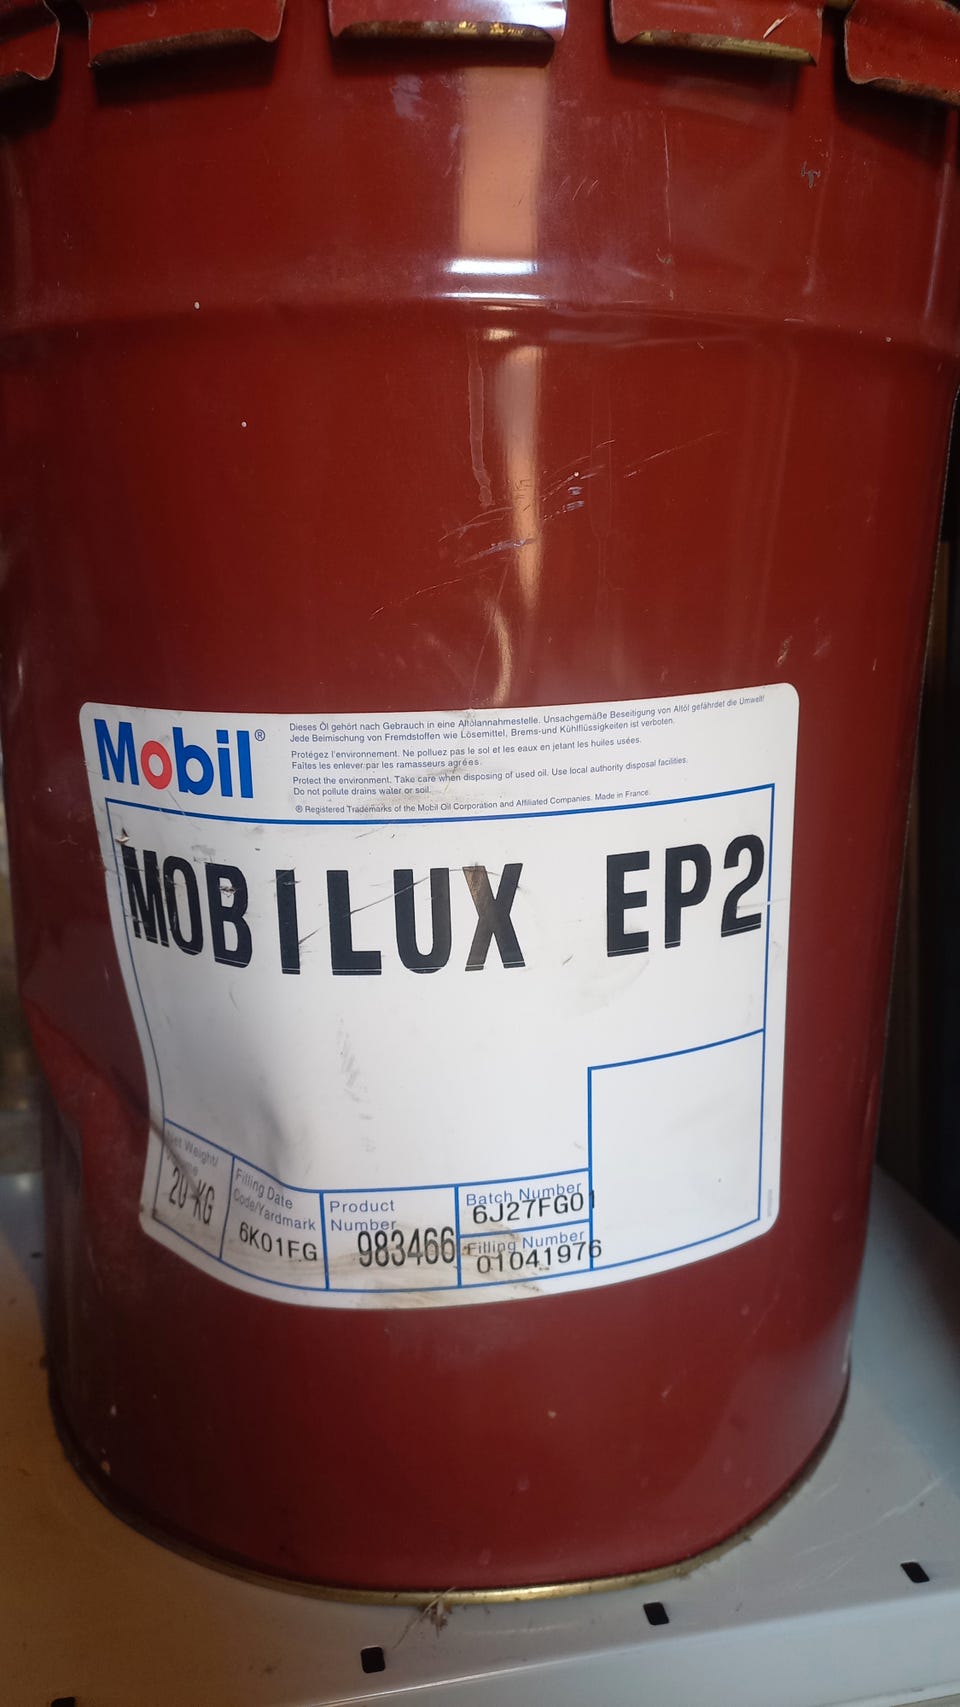 Mobil®
Dieses Öl gehört nach Gebrauch in eine Altölannahmestelle. Unsachgemäße Beseitigung von Altöl gefährdet die Umwelt!
Jede Beimischung von Fremdstoffen wie Lösemittel, Brems-und Kühlflüssigkeiten ist verboten.
Protégez l'environnement. Ne polluez pas le sol et les eaux en jetant les huiles usées.
Faites les enlever par les ramasseurs agréés.
Protect the environment. Take care when disposing of used oil. Use local authority disposal facilities.
Do not pollute drains water or soil.
® Registered Trademarks of the Mobil Oil Corporation and Affiliated Companies. Made in France.
MOBILUX EP2
Net Weight/
20 KG
Filling Date
Code/Yardmark
6K01FG
Product
Number
983466
Batch Number
6J27FG01
Filling Number
01041976